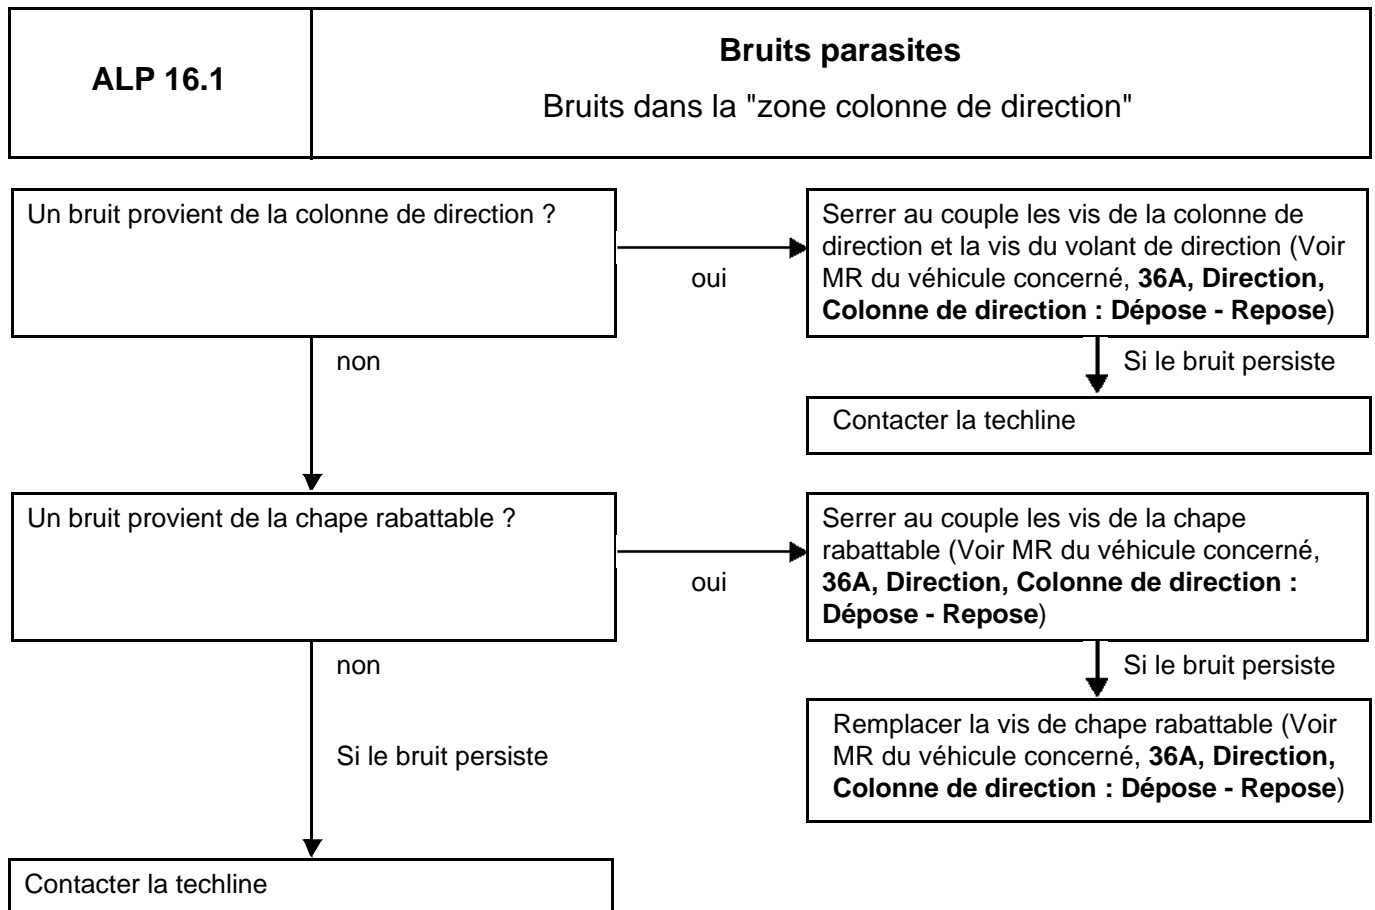 ALP 16.1
Bruits parasites
Bruits dans la "zone colonne de direction"
Un bruit provient de la colonne de direction ?
oui
Serrer au couple les vis de la colonne de
direction et la vis du volant de direction (Voir
MR du véhicule concerné, 36A, Direction,
Colonne de direction : Dépose - Repose)
non
Si le bruit persiste
Contacter la techline
Un bruit provient de la chape rabattable ?
oui
Serrer au couple les vis de la chape
rabattable (Voir MR du véhicule concerné,
36A, Direction, Colonne de direction :
Dépose - Repose)
non
Si le bruit persiste
Si le bruit persiste
Remplacer la vis de chape rabattable (Voir
MR du véhicule concerné, 36A, Direction,
Colonne de direction : Dépose - Repose)
Contacter la techline